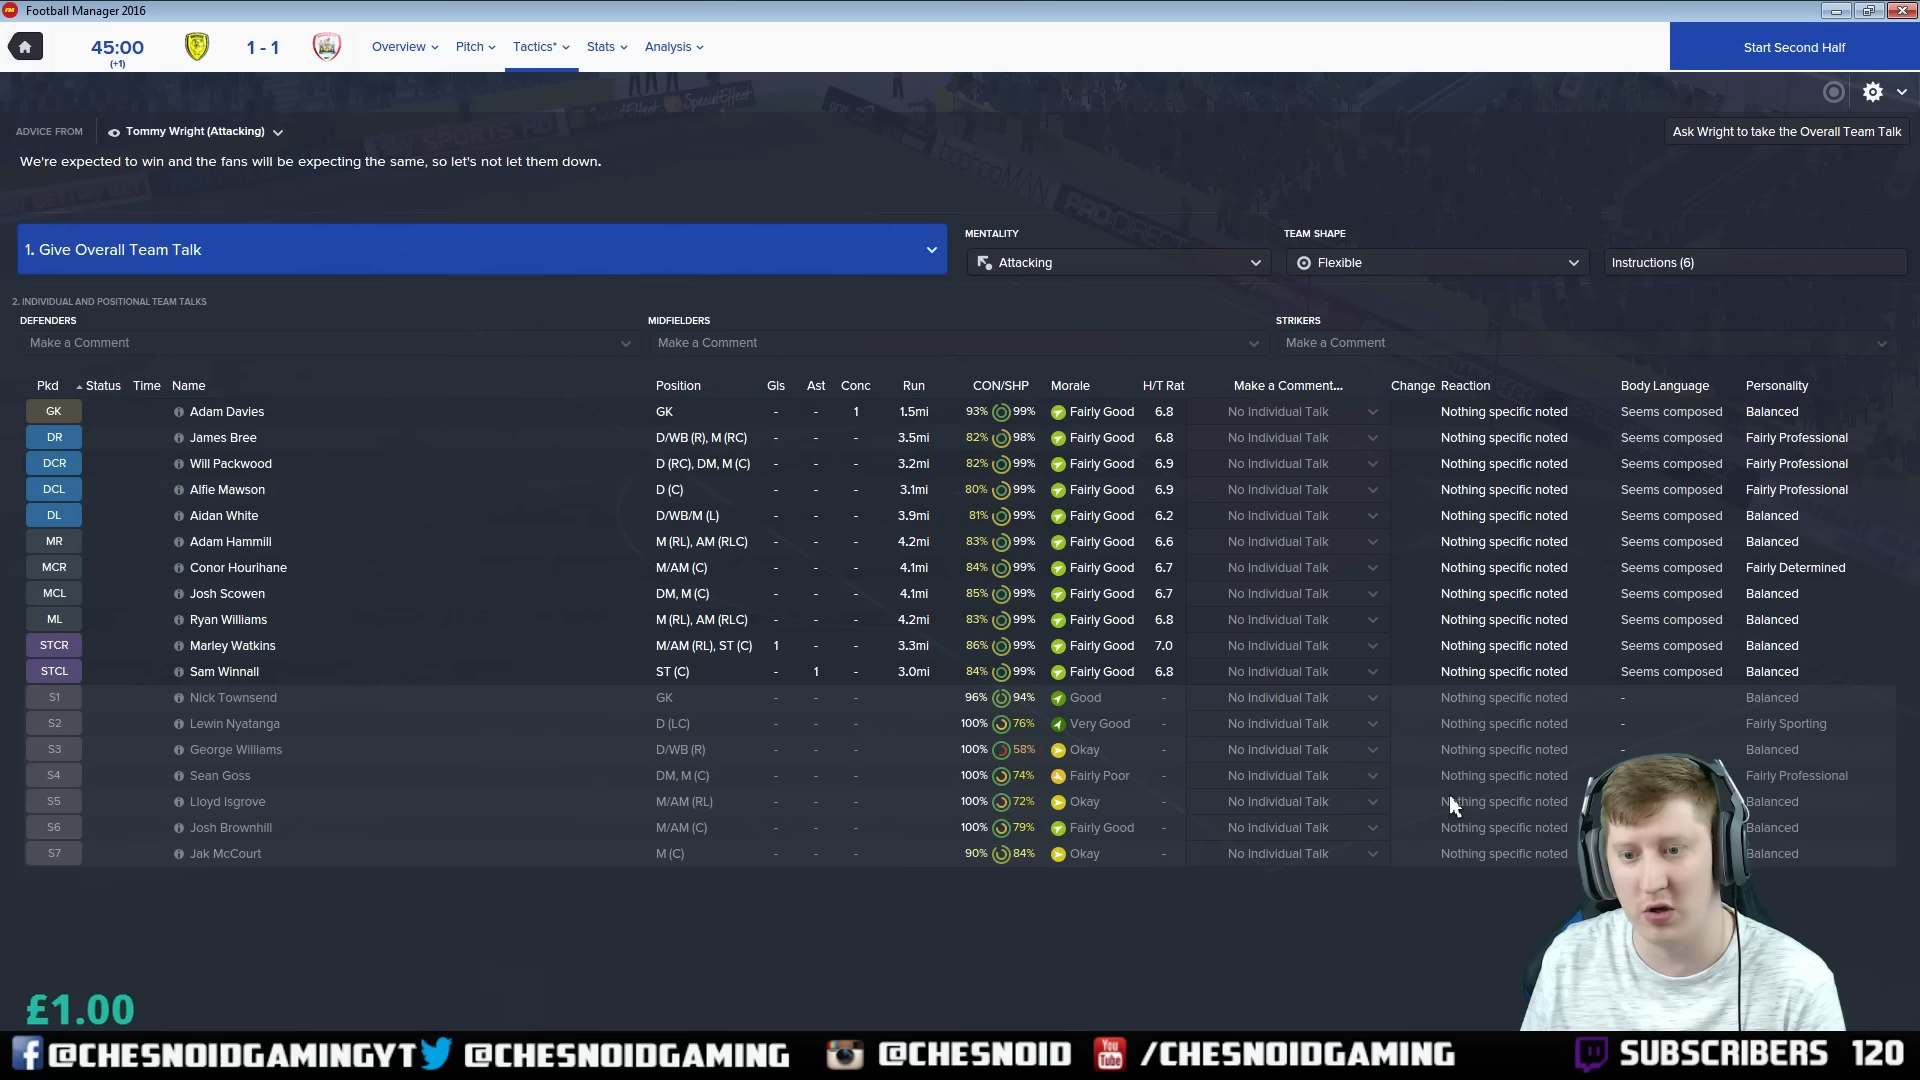 Football Manager 2016
45:00
(+1)
1 - 1
Overview
Pitch
Tactics*
Stats
Analysis
Start Second Half
ADVICE FROM
Tommy Wright (Attacking)
Ask Wright to take the Overall Team Talk
We're expected to win and the fans will be expecting the same, so let's not let them down.
1. Give Overall Team Talk
MENTALITY
Attacking
TEAM SHAPE
Flexible
Instructions (6)
2. INDIVIDUAL AND POSITIONAL TEAM TALKS
DEFENDERS MIDFIELDERS STRIKERS
Make a Comment Make a Comment Make a Comment
Pkd Status Time Name Position Gls Ast Conc Run CON/SHP Morale H/T Rat Make a Comment... Change Reaction Body Language Personality
GK Adam Davies GK - - 1 1.5mi 93% 99% Fairly Good 6.8 No Individual Talk Nothing specific noted Seems composed Balanced
DR James Bree D/WB (R), M (RC) - - - 3.5mi 82% 98% Fairly Good 6.8 No Individual Talk Nothing specific noted Seems composed Fairly Professional
DCR Will Packwood D (RC), DM, M (C) - - - 3.2mi 82% 99% Fairly Good 6.9 No Individual Talk Nothing specific noted Seems composed Fairly Professional
DCL Alfie Mawson D (C) - - - 3.1mi 80% 99% Fairly Good 6.9 No Individual Talk Nothing specific noted Seems composed Fairly Professional
DL Aidan White D/WB/M (L) - - - 3.9mi 81% 99% Fairly Good 6.2 No Individual Talk Nothing specific noted Seems composed Balanced
MR Adam Hammill M (RL), AM (RLC) - - - 4.2mi 83% 99% Fairly Good 6.6 No Individual Talk Nothing specific noted Seems composed Balanced
MCR Conor Hourihane M/AM (C) - - - 4.1mi 84% 99% Fairly Good 6.7 No Individual Talk Nothing specific noted Seems composed Fairly Determined
MCL Josh Scowen DM, M (C) - - - 4.1mi 85% 99% Fairly Good 6.7 No Individual Talk Nothing specific noted Seems composed Balanced
ML Ryan Williams M (RL), AM (RLC) - - - 4.2mi 83% 99% Fairly Good 6.8 No Individual Talk Nothing specific noted Seems composed Balanced
STCR Marley Watkins M/AM (RL), ST (C) 1 - - 3.3mi 86% 99% Fairly Good 7.0 No Individual Talk Nothing specific noted Seems composed Balanced
STCL Sam Winnall ST (C) - 1 - 3.0mi 84% 99% Fairly Good 6.8 No Individual Talk Nothing specific noted Seems composed Balanced
S1 Nick Townsend GK - - - 96% 94% Good - No Individual Talk Nothing specific noted - Balanced
S2 Lewin Nyatanga D (LC) - - - 100% 76% Very Good - No Individual Talk Nothing specific noted - Fairly Sporting
S3 George Williams D/WB (R) - - - 100% 58% Okay - No Individual Talk Nothing specific noted - Balanced
S4 Sean Goss DM, M (C) - - - 100% 74% Fairly Poor - No Individual Talk Nothing specific noted Fairly Professional
S5 Lloyd Isgrove M/AM (RL) - - - 100% 72% Okay - No Individual Talk Nothing specific noted Balanced
S6 Josh Brownhill M/AM (C) - - - 100% 79% Fairly Good - No Individual Talk Nothing specific noted Balanced
S7 Jak McCourt M (C) - - - 90% 84% Okay - No Individual Talk Nothing specific noted Balanced
£1.00
@CHESNOIDGAMINGYT @CHESNOIDGAMING @CHESNOID You Tube /CHESNOIDGAMING SUBSCRIBERS 120